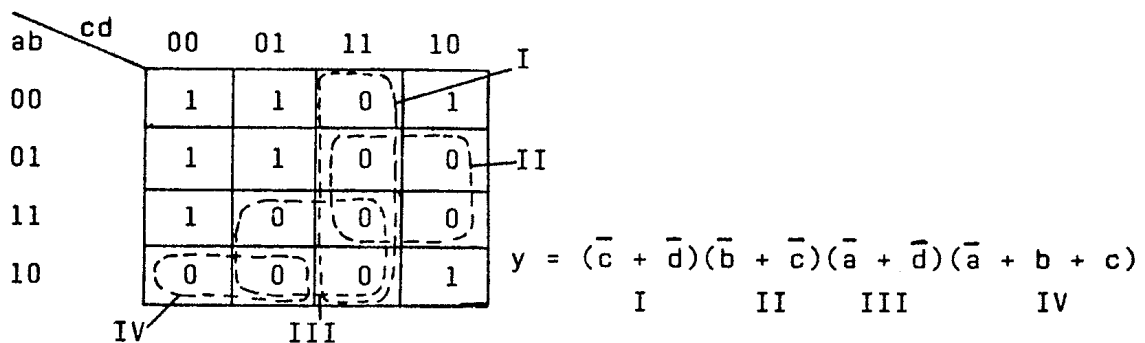 cd
ab 00 01 11 10
I
00 1 1 0 1
01 1 1 0 0 II
11 1 0 0 0
10 0 0 0 1 y = (c̄ + d̄)(b̄ + c̄)(ā + d̄)(ā + b + c)
I II III IV
IV III